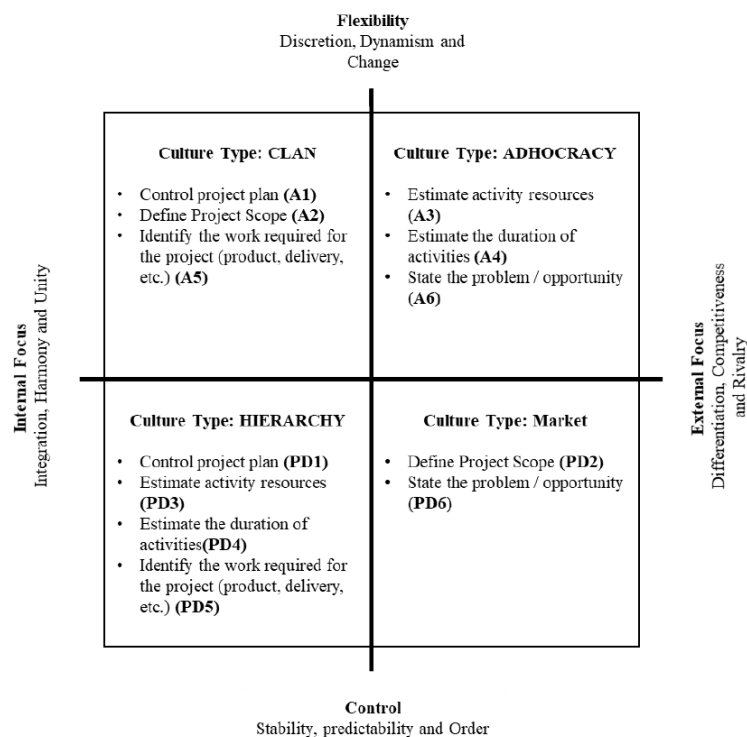 Flexibility
Discretion, Dynamism and
Change
Culture Type: CLAN
• Control project plan (A1)
• Define Project Scope (A2)
• Identify the work required for
the project (product, delivery,
etc.) (A5)
Culture Type: ADHOCRACY
• Estimate activity resources
(A3)
• Estimate the duration of
activities (A4)
• State the problem / opportunity
(A6)
Internal Focus
Integration, Harmony and Unity
External Focus
Differentiation, Competitiveness
and Rivalry
Culture Type: HIERARCHY
• Control project plan (PD1)
• Estimate activity resources
(PD3)
• Estimate the duration of
activities(PD4)
• Identify the work required for
the project (product, delivery,
etc.) (PD5)
Culture Type: Market
• Define Project Scope (PD2)
• State the problem / opportunity
(PD6)
Control
Stability, predictability and Order